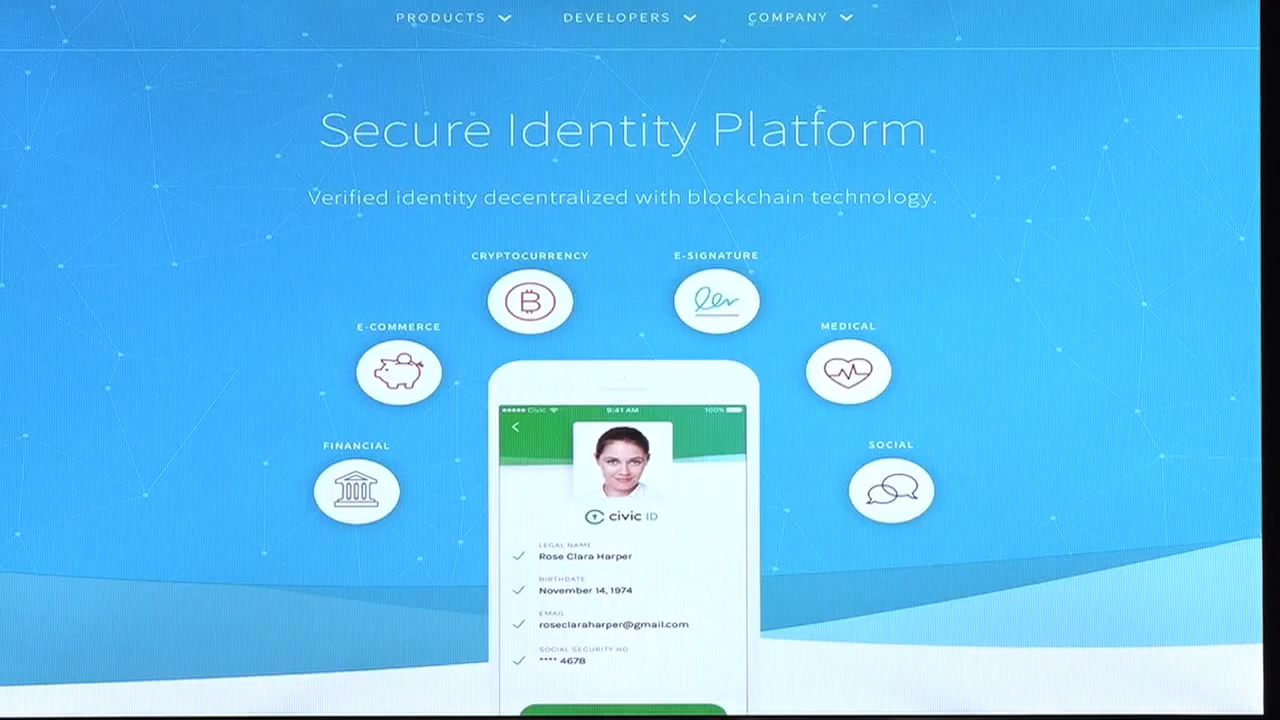 PRODUCTS DEVELOPERS COMPANY
Secure Identity Platform
Verified identity decentralized with blockchain technology.
CRYPTOCURRENCY E-SIGNATURE
E-COMMERCE MEDICAL
FINANCIAL SOCIAL
Civic 9:41 AM 100%
civic ID
LEGAL NAME
Rose Clara Harper
BIRTHDATE
November 14, 1974
EMAIL
roseclaraharper@gmail.com
SOCIAL SECURITY NO
**** 4678